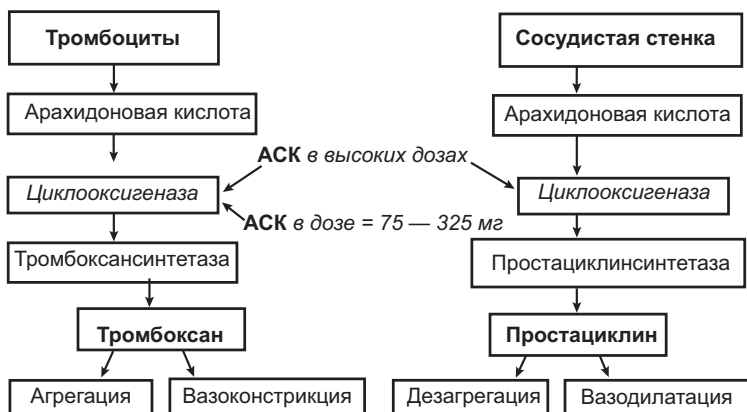 Тромбоциты
Сосудистая стенка
Арахидоновая кислота
Арахидоновая кислота
АСК в высоких дозах
Циклооксигеназа
Циклооксигеназа
АСК в дозе = 75 — 325 мг
Тромбоксансинтетаза
Простациклинсинтетаза
Тромбоксан
Простациклин
Агрегация
Вазоконстрикция
Дезагрегация
Вазодилатация